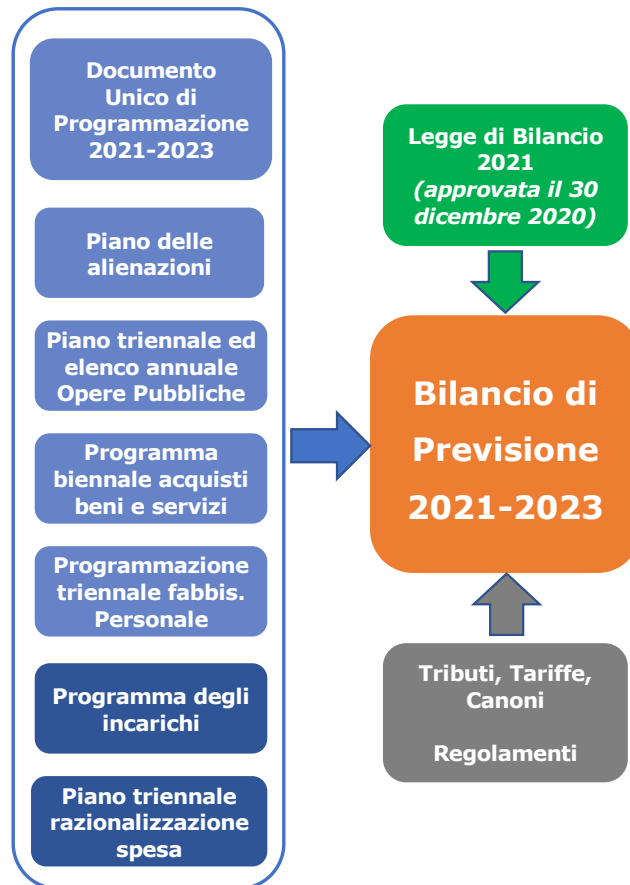 Documento
Unico di
Programmazione
2021-2023
Piano delle
alienazioni
Piano triennale ed
elenco annuale
Opere Pubbliche
Programma
biennale acquisti
beni e servizi
Programmazione
triennale fabbis.
Personale
Programma degli
incarichi
Piano triennale
razionalizzazione
spesa
Legge di Bilancio
2021
(approvata il 30
dicembre 2020)
Bilancio di
Previsione
2021-2023
Tributi, Tariffe,
Canoni
Regolamenti